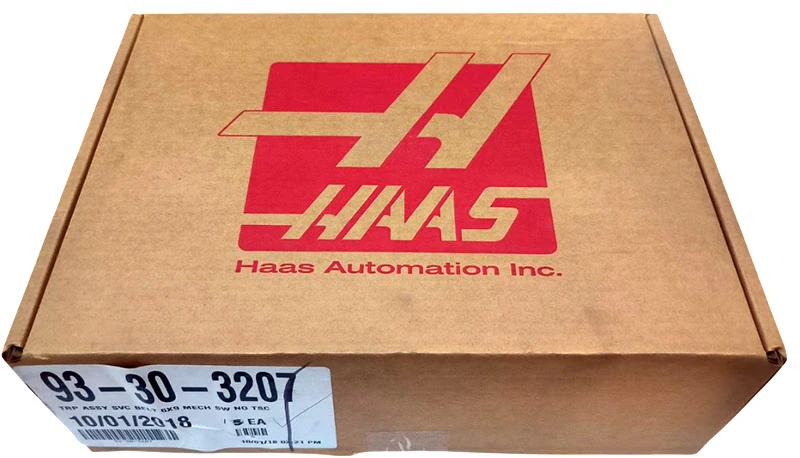 H
HAAS
Haas Automation Inc.
93-30-3207
TRP ASSY SVC BELT 6X9 MECH SW NO TSC
10/01/2018
EA